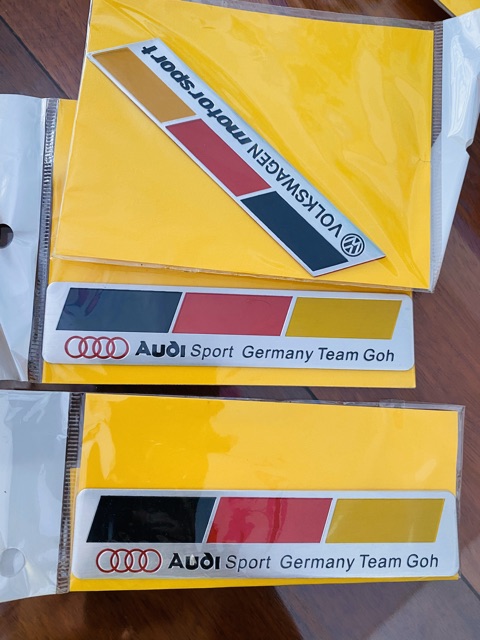 VOLKSWAGEN motorsport
Audi Sport Germany Team Goh
Audi Sport Germany Team Goh